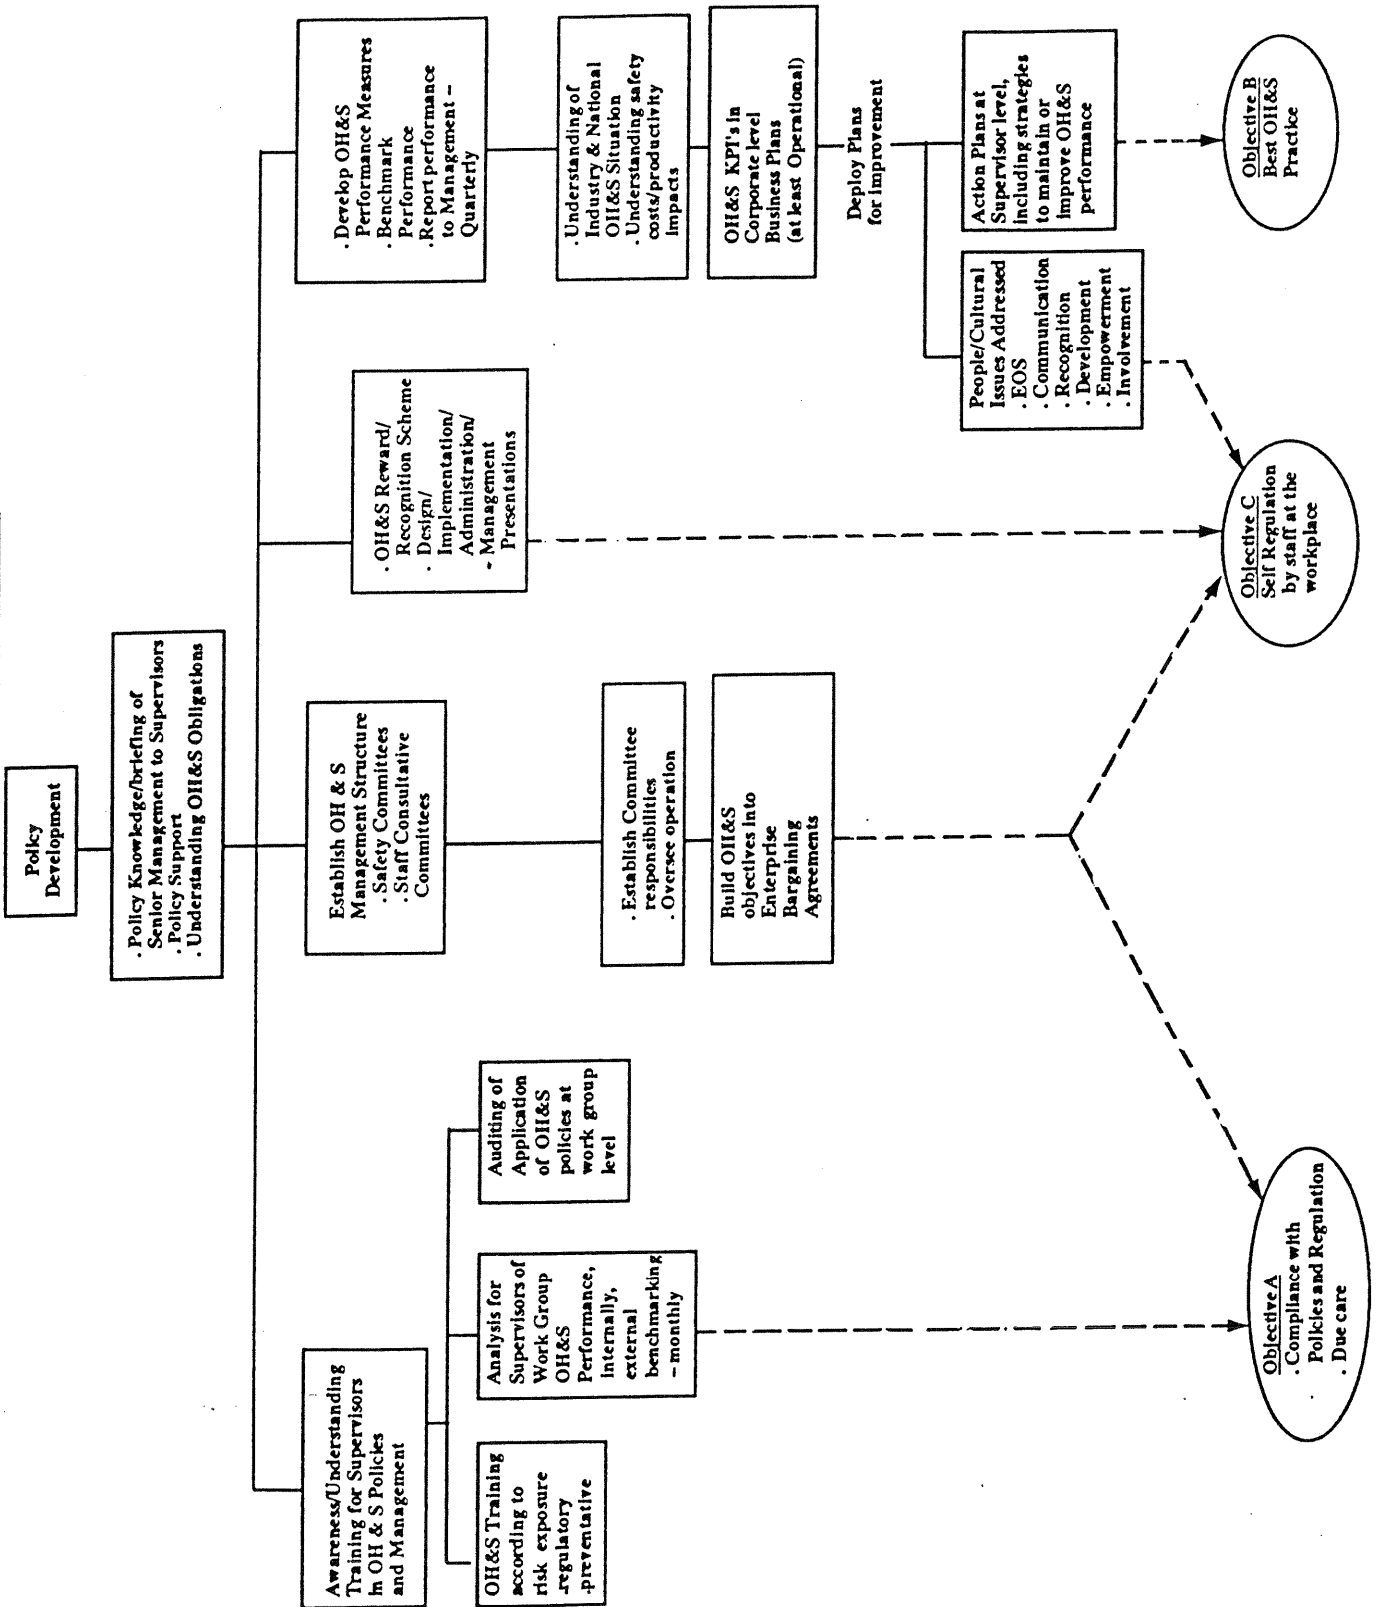 Policy
Development
. Policy Knowledge/briefing of
Senior Management to Supervisors
. Policy Support
. Understanding OH&S Obligations
Awareness/Understanding
Training for Supervisors
in OH & S Policies
and Management
OH&S Training
according to
risk exposure
-regulatory
-preventative
Analysis for
Supervisors of
Work Group
OH&S
Performance,
internally,
external
benchmarking
- monthly
Auditing of
Application
of OH&S
policies at
work group
level
Establish OH & S
Management Structure
. Safety Committees
. Staff Consultative
Committees
. Establish Committee
responsibilities
. Oversee operation
Build OH&S
objectives into
Enterprise
Bargaining
Agreements
. OH&S Reward/
Recognition Scheme
. Design/
Implementation/
Administration/
- Management
Presentations
. Develop OH&S
Performance Measures
. Benchmark
Performance
. Report performance
to Management –
Quarterly
. Understanding of
Industry & National
OH&S Situation
. Understanding safety
costs/productivity
impacts
OH&S KPI's in
Corporate level
Business Plans
(at least Operational)
Deploy Plans
for improvement
People/Cultural
Issues Addressed
. EOS
. Communication
. Recognition
. Development
. Empowerment
. Involvement
Action Plans at
Supervisor level,
including strategies
to maintain or
improve OH&S
performance
Objective A
. Compliance with
Policies and Regulation
. Due care
Objective C
Self Regulation
by staff at the
workplace
Objective B
Best OH&S
Practice